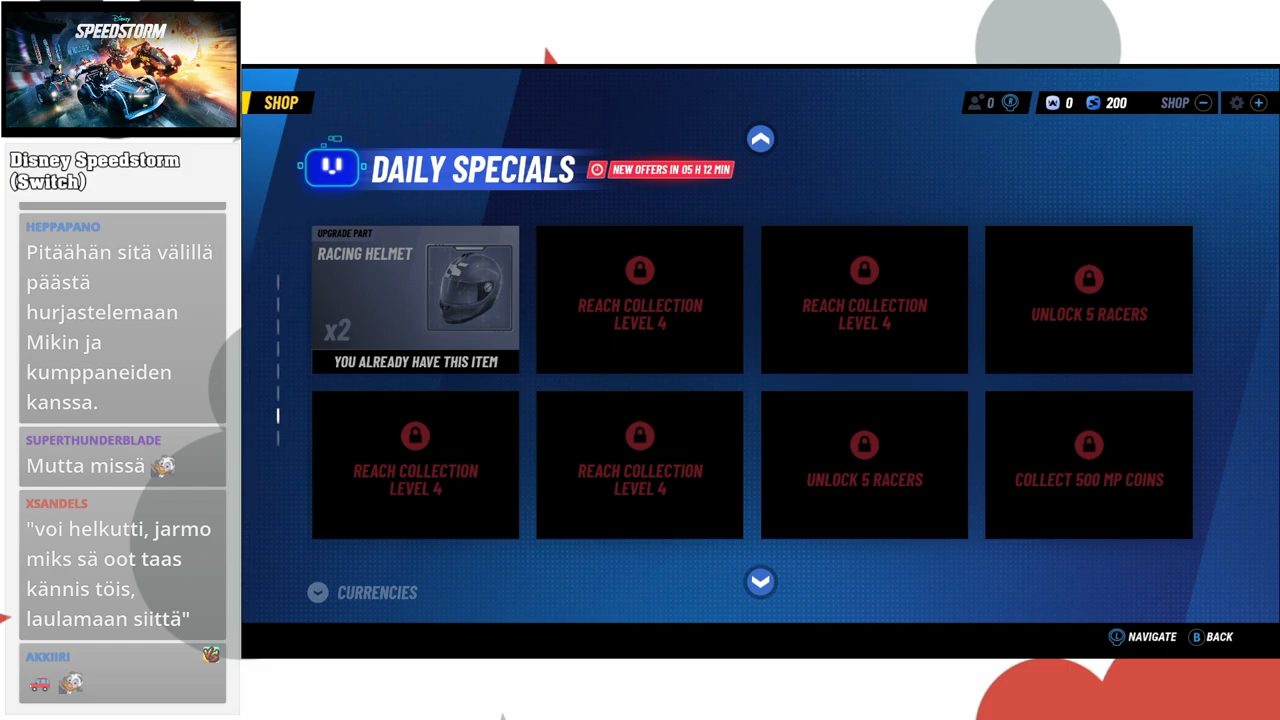 Disney
SPEEDSTORM
Disney Speedstorm
(Switch)
HEPPAPANO
Pitäähän sitä välillä
päästä
hurjastelemaan
Mikin ja
kumppaneiden
kanssa.
SUPERTHUNDERBLADE
Mutta missä
XSANDELS
"voi helkutti, jarmo
miks sä oot taas
kännis töis,
laulamaan siittä"
AKKIIRI
SHOP
0
0
200
SHOP
DAILY SPECIALS
NEW OFFERS IN 05 H 12 MIN
UPGRADE PART
RACING HELMET
x2
YOU ALREADY HAVE THIS ITEM
REACH COLLECTION
LEVEL 4
REACH COLLECTION
LEVEL 4
UNLOCK 5 RACERS
REACH COLLECTION
LEVEL 4
REACH COLLECTION
LEVEL 4
UNLOCK 5 RACERS
COLLECT 500 MP COINS
CURRENCIES
L NAVIGATE
B BACK